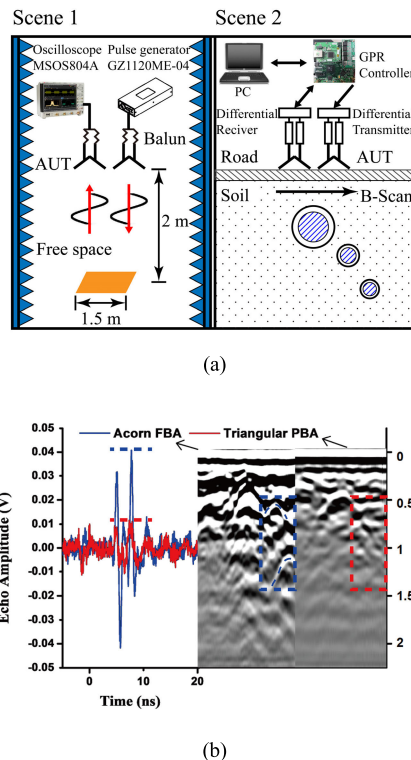 Scene 1
Scene 2
Oscilloscope Pulse generator
MSOS804A GZ1120ME-04
Balun
AUT
2 m
Free space
1.5 m
PC
GPR
Controller
Differential
Reciver
Differential
Transmitter
Road
AUT
Soil
B-Scan
(a)
Acorn FBA
Triangular PBA
Echo Amplitude (V)
0.05
0.04
0.03
0.02
0.01
0.00
-0.01
-0.02
-0.03
-0.04
-0.05
0
10
20
Time (ns)
0
0.5
1
1.5
2
(b)